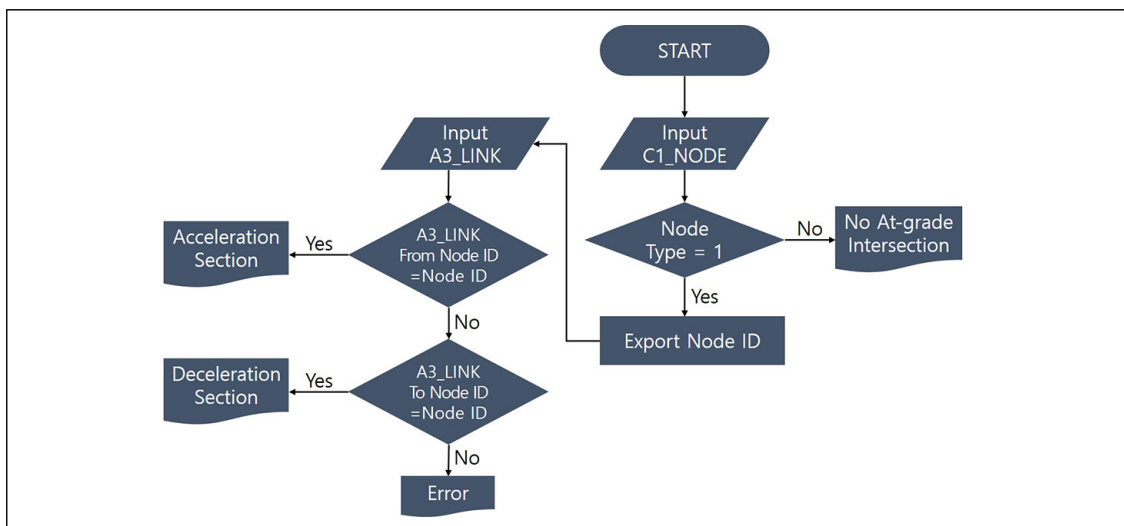 START
Input
C1_NODE
Node
Type = 1
No
No At-grade
Intersection
Yes
Export Node ID
Input
A3_LINK
A3_LINK
From Node ID
=Node ID
Yes
Acceleration
Section
No
A3_LINK
To Node ID
=Node ID
Yes
Deceleration
Section
No
Error